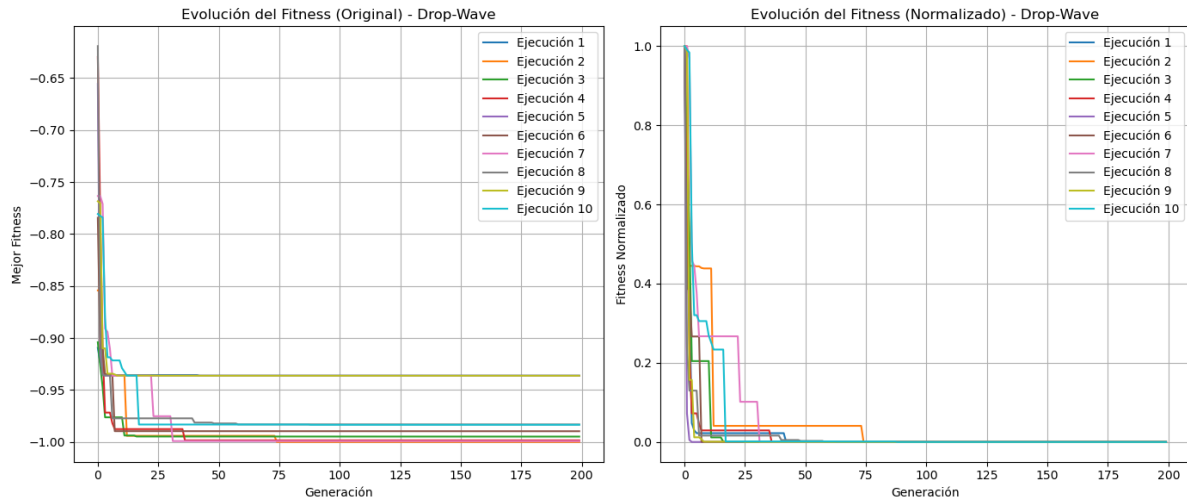 Evolución del Fitness (Original) - Drop-Wave
Mejor Fitness
−0.65
−0.70
−0.75
−0.80
−0.85
−0.90
−0.95
−1.00
0
25
50
75
100
125
150
175
200
Generación
Ejecución 1
Ejecución 2
Ejecución 3
Ejecución 4
Ejecución 5
Ejecución 6
Ejecución 7
Ejecución 8
Ejecución 9
Ejecución 10
Evolución del Fitness (Normalizado) - Drop-Wave
Fitness Normalizado
1.0
0.8
0.6
0.4
0.2
0.0
0
25
50
75
100
125
150
175
200
Generación
Ejecución 1
Ejecución 2
Ejecución 3
Ejecución 4
Ejecución 5
Ejecución 6
Ejecución 7
Ejecución 8
Ejecución 9
Ejecución 10